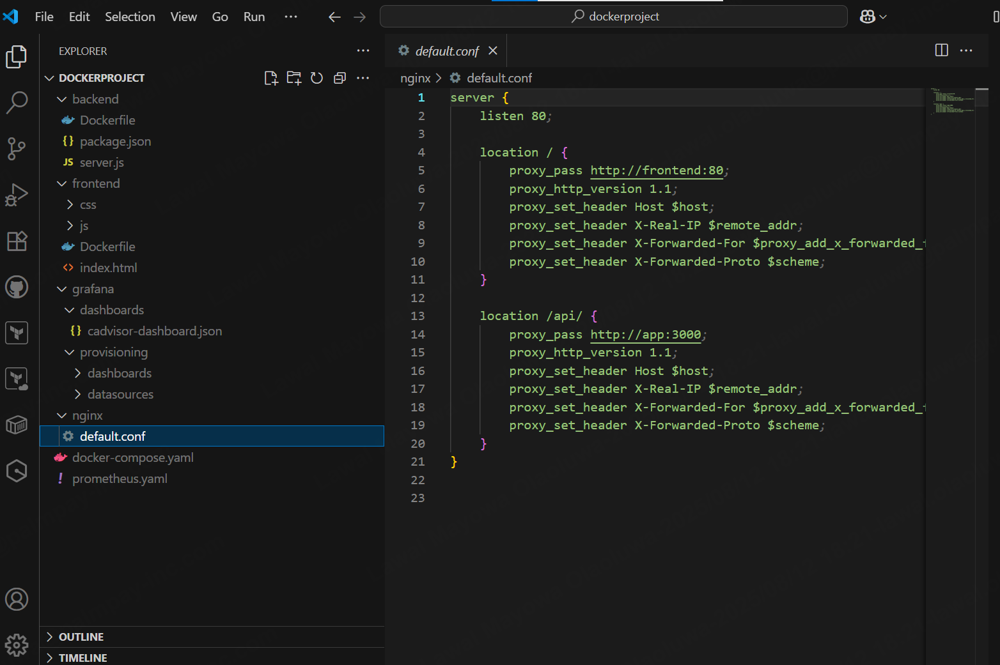 File Edit Selection View Go Run ··· dockerproject
EXPLORER
DOCKERPROJECT
backend
Dockerfile
{} package.json
JS server.js
frontend
css
js
Dockerfile
<> index.html
grafana
dashboards
{} cadvisor-dashboard.json
provisioning
dashboards
datasources
nginx
default.conf
docker-compose.yaml
! prometheus.yaml
OUTLINE
TIMELINE
default.conf
nginx > default.conf
1 server {
2 listen 80;
3
4 location / {
5 proxy_pass http://frontend:80;
6 proxy_http_version 1.1;
7 proxy_set_header Host $host;
8 proxy_set_header X-Real-IP $remote_addr;
9 proxy_set_header X-Forwarded-For $proxy_add_x_forwarded_
10 proxy_set_header X-Forwarded-Proto $scheme;
11 }
12
13 location /api/ {
14 proxy_pass http://app:3000;
15 proxy_http_version 1.1;
16 proxy_set_header Host $host;
17 proxy_set_header X-Real-IP $remote_addr;
18 proxy_set_header X-Forwarded-For $proxy_add_x_forwarded_
19 proxy_set_header X-Forwarded-Proto $scheme;
20 }
21 }
22
23